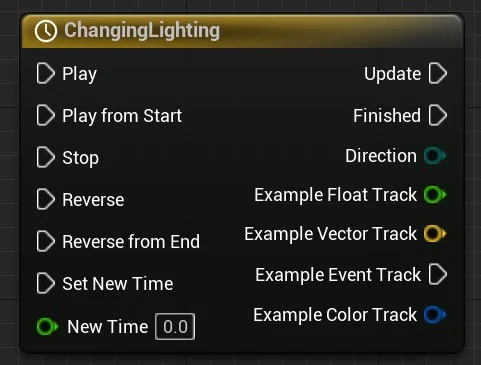 ChangingLighting
Play
Update
Play from Start
Finished
Stop
Direction
Reverse
Example Float Track
Reverse from End
Example Vector Track
Set New Time
Example Event Track
New Time 0.0
Example Color Track